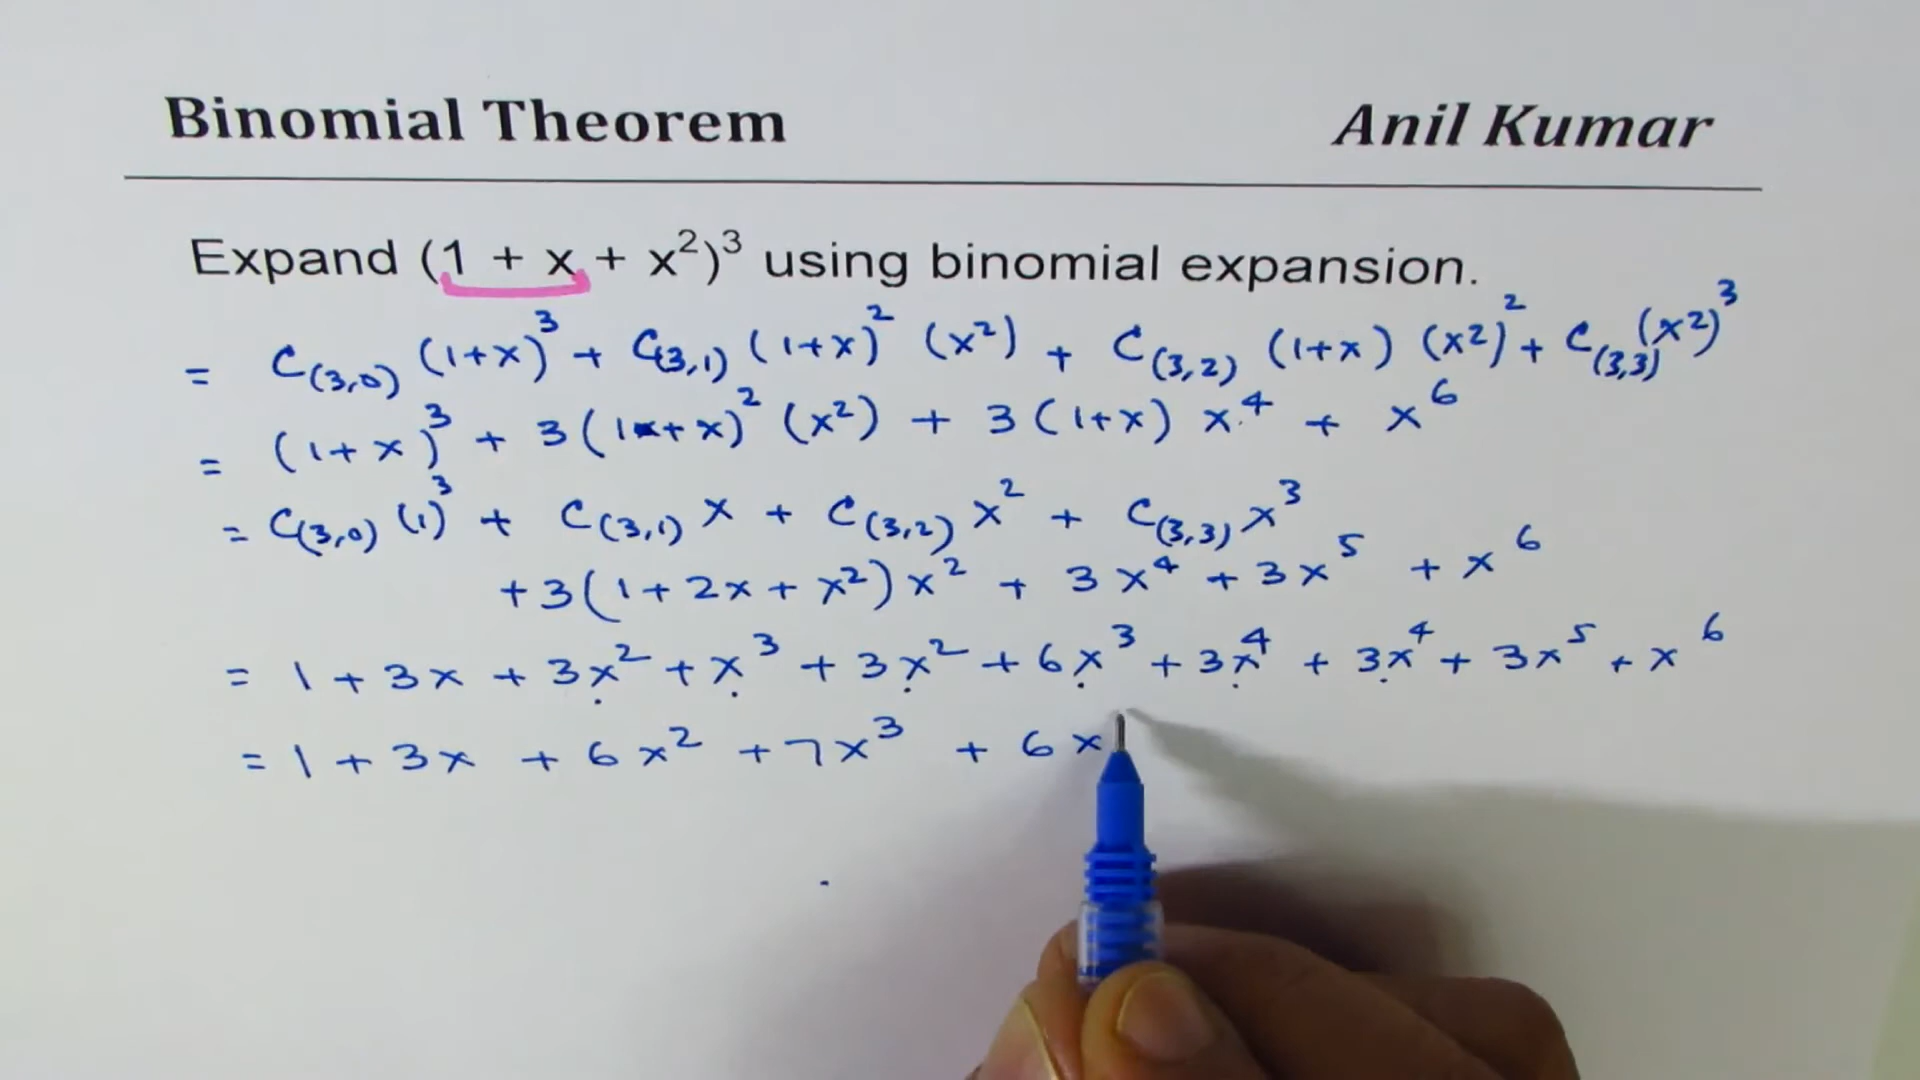 Binomial Theorem Anil Kumar
Expand (1 + x + x²)³ using binomial expansion.
= C(3,0) (1+x)³ + C(3,1) (1+x)² (x²) + C(3,2) (1+x) (x²)² + C(3,3) (x²)³
= (1+x)³ + 3(1+x)² (x²) + 3(1+x) x⁴ + x⁶
= C(3,0) (1)³ + C(3,1) x + C(3,2) x² + C(3,3) x³
+3(1+2x+x²)x² + 3x⁴ + 3x⁵ + x⁶
= 1 + 3x + 3x² + x³ + 3x² + 6x³ + 3x⁴ + 3x⁴ + 3x⁵ + x⁶
= 1 + 3x + 6x² + 7x³ + 6x